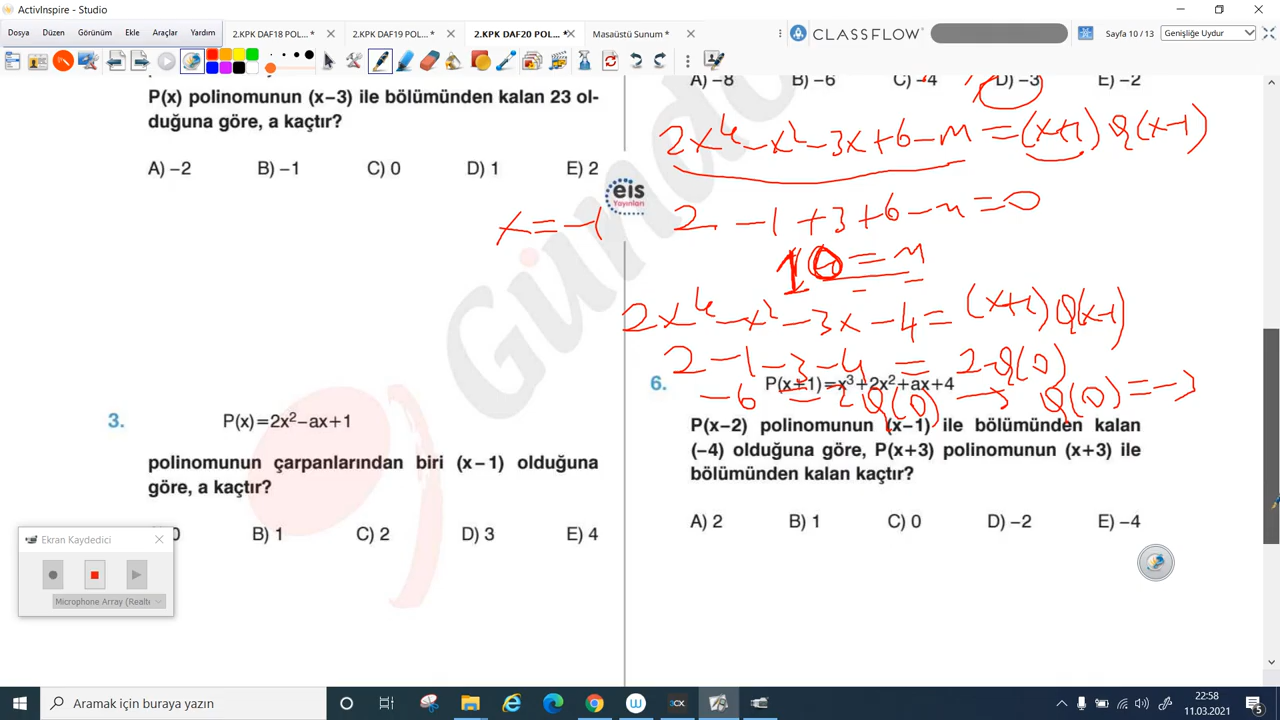 ActivInspire - Studio
Dosya Düzen Görünüm Ekle Araçlar Yardım
2.KPK DAF18 POL...*
2.KPK DAF19 POL...*
2.KPK DAF20 POL...*
Masaüstü Sunum *
CLASSFLOW
Sayfa 10 / 13
Genişliğe Uydur
P(x) polinomunun (x−3) ile bölümünden kalan 23 ol-
duğuna göre, a kaçtır?
A) −2 B) −1 C) 0 D) 1 E) 2
eis
Yayınları
x=−1
3.
P(x)=2x²−ax+1
polinomunun çarpanlarından biri (x−1) olduğuna
göre, a kaçtır?
0 B) 1 C) 2 D) 3 E) 4
A) −8 B) −6 C) −4 D) −3 E) −2
2x⁴−x²−3x+6−m=(x+1) Q(x−1)
2 −1 +3 +6−m=0
10=m
2x⁴−x²−3x−4=(x+1) Q(x−1)
2−1−3−4 = 2·Q(0)
−6 = 2Q(0) → Q(0)=−3
6.
P(x+1)=x³+2x²+ax+4
P(x−2) polinomunun (x−1) ile bölümünden kalan
(−4) olduğuna göre, P(x+3) polinomunun (x+3) ile
bölümünden kalan kaçtır?
A) 2 B) 1 C) 0 D) −2 E) −4
Ekran Kaydedici
Microphone Array (Realte
Aramak için buraya yazın
3CX
22:58
11.03.2021
5